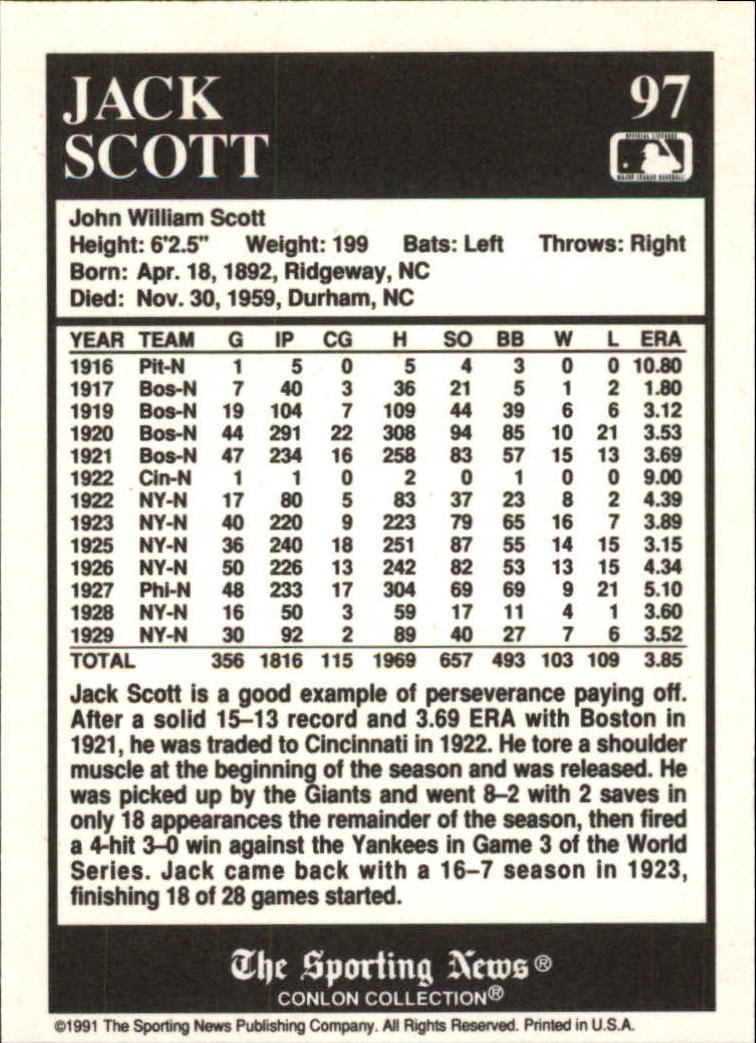 JACK
SCOTT
97
OFFICIAL LICENSEE
MAJOR LEAGUE BASEBALL
John William Scott
Height: 6'2.5" Weight: 199 Bats: Left Throws: Right
Born: Apr. 18, 1892, Ridgeway, NC
Died: Nov. 30, 1959, Durham, NC
YEAR TEAM G IP CG H SO BB W L ERA
1916 Pit-N 1 5 0 5 4 3 0 0 10.80
1917 Bos-N 7 40 3 36 21 5 1 2 1.80
1919 Bos-N 19 104 7 109 44 39 6 6 3.12
1920 Bos-N 44 291 22 308 94 85 10 21 3.53
1921 Bos-N 47 234 16 258 83 57 15 13 3.69
1922 Cin-N 1 1 0 2 0 1 0 0 9.00
1922 NY-N 17 80 5 83 37 23 8 2 4.39
1923 NY-N 40 220 9 223 79 65 16 7 3.89
1925 NY-N 36 240 18 251 87 55 14 15 3.15
1926 NY-N 50 226 13 242 82 53 13 15 4.34
1927 Phi-N 48 233 17 304 69 69 9 21 5.10
1928 NY-N 16 50 3 59 17 11 4 1 3.60
1929 NY-N 30 92 2 89 40 27 7 6 3.52
TOTAL 356 1816 115 1969 657 493 103 109 3.85
Jack Scott is a good example of perseverance paying off.
After a solid 15–13 record and 3.69 ERA with Boston in
1921, he was traded to Cincinnati in 1922. He tore a shoulder
muscle at the beginning of the season and was released. He
was picked up by the Giants and went 8–2 with 2 saves in
only 18 appearances the remainder of the season, then fired
a 4-hit 3–0 win against the Yankees in Game 3 of the World
Series. Jack came back with a 16–7 season in 1923,
finishing 18 of 28 games started.
The Sporting News®
CONLON COLLECTION®
©1991 The Sporting News Publishing Company. All Rights Reserved. Printed in U.S.A.